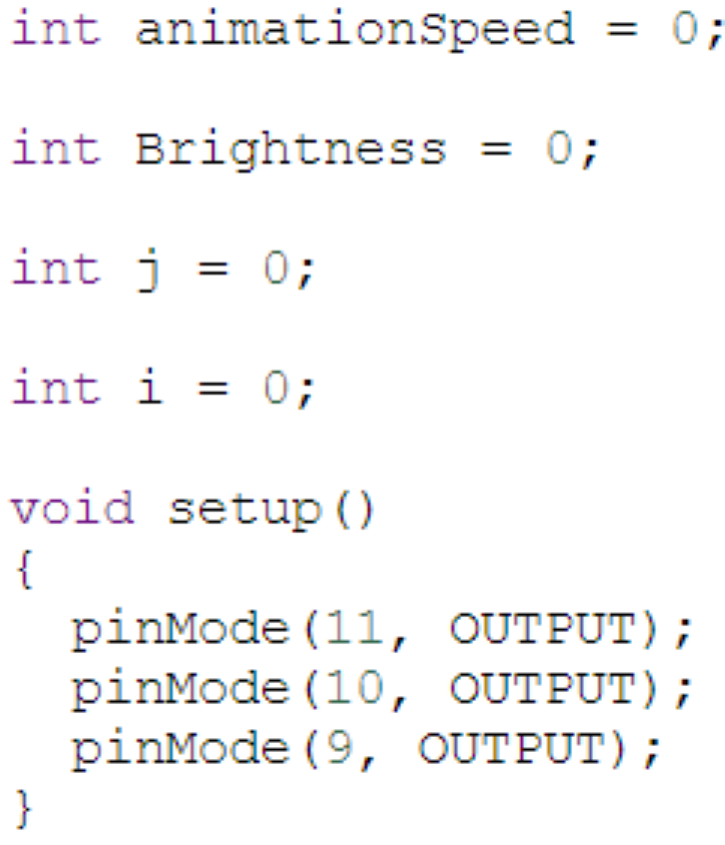 int animationSpeed = 0;
int Brightness = 0;
int j = 0;
int i = 0;
void setup()
{
  pinMode(11, OUTPUT);
  pinMode(10, OUTPUT);
  pinMode(9, OUTPUT);
}